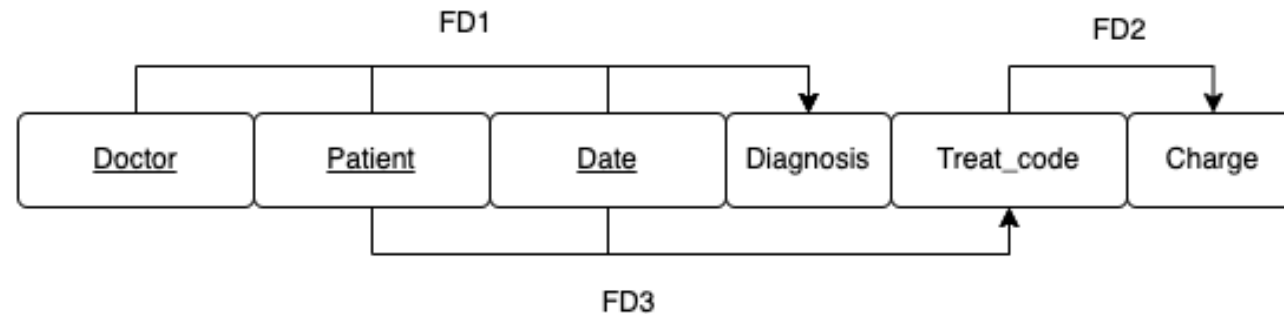 FD1
FD2
Doctor Patient Date Diagnosis Treat_code Charge
FD3